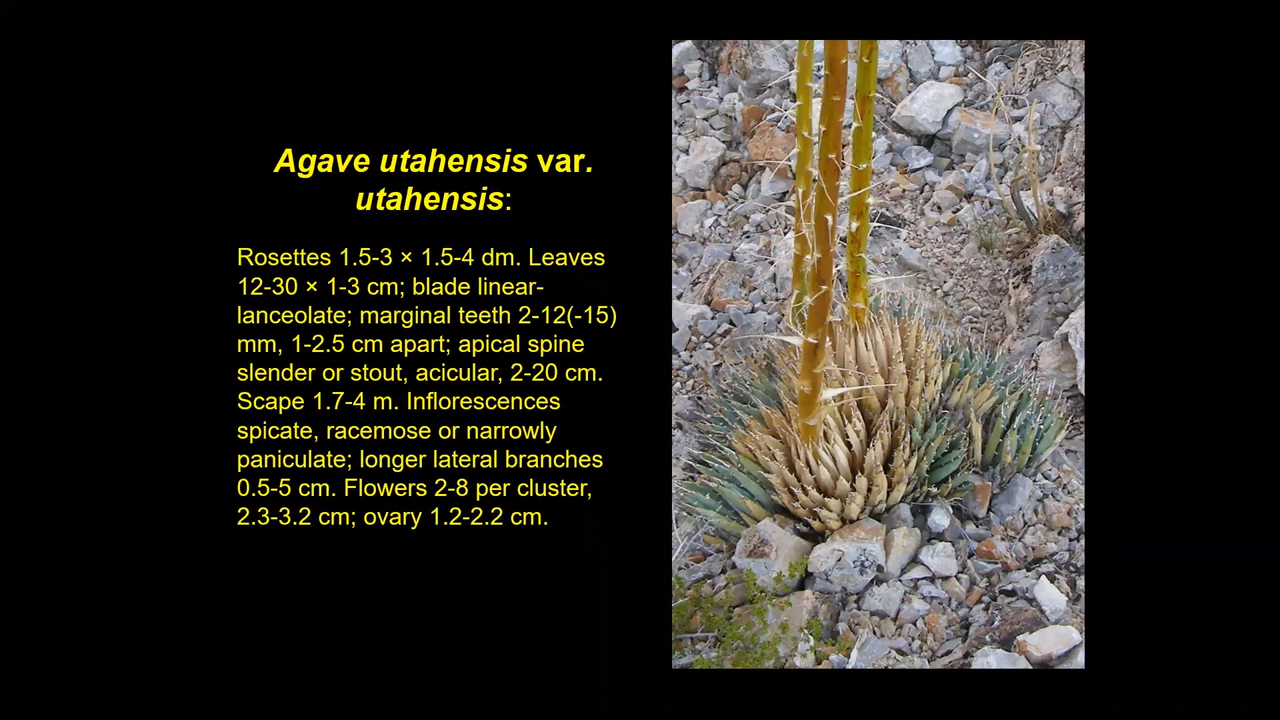 Agave utahensis var.
utahensis:
Rosettes 1.5-3 × 1.5-4 dm. Leaves
12-30 × 1-3 cm; blade linear-
lanceolate; marginal teeth 2-12(-15)
mm, 1-2.5 cm apart; apical spine
slender or stout, acicular, 2-20 cm.
Scape 1.7-4 m. Inflorescences
spicate, racemose or narrowly
paniculate; longer lateral branches
0.5-5 cm. Flowers 2-8 per cluster,
2.3-3.2 cm; ovary 1.2-2.2 cm.